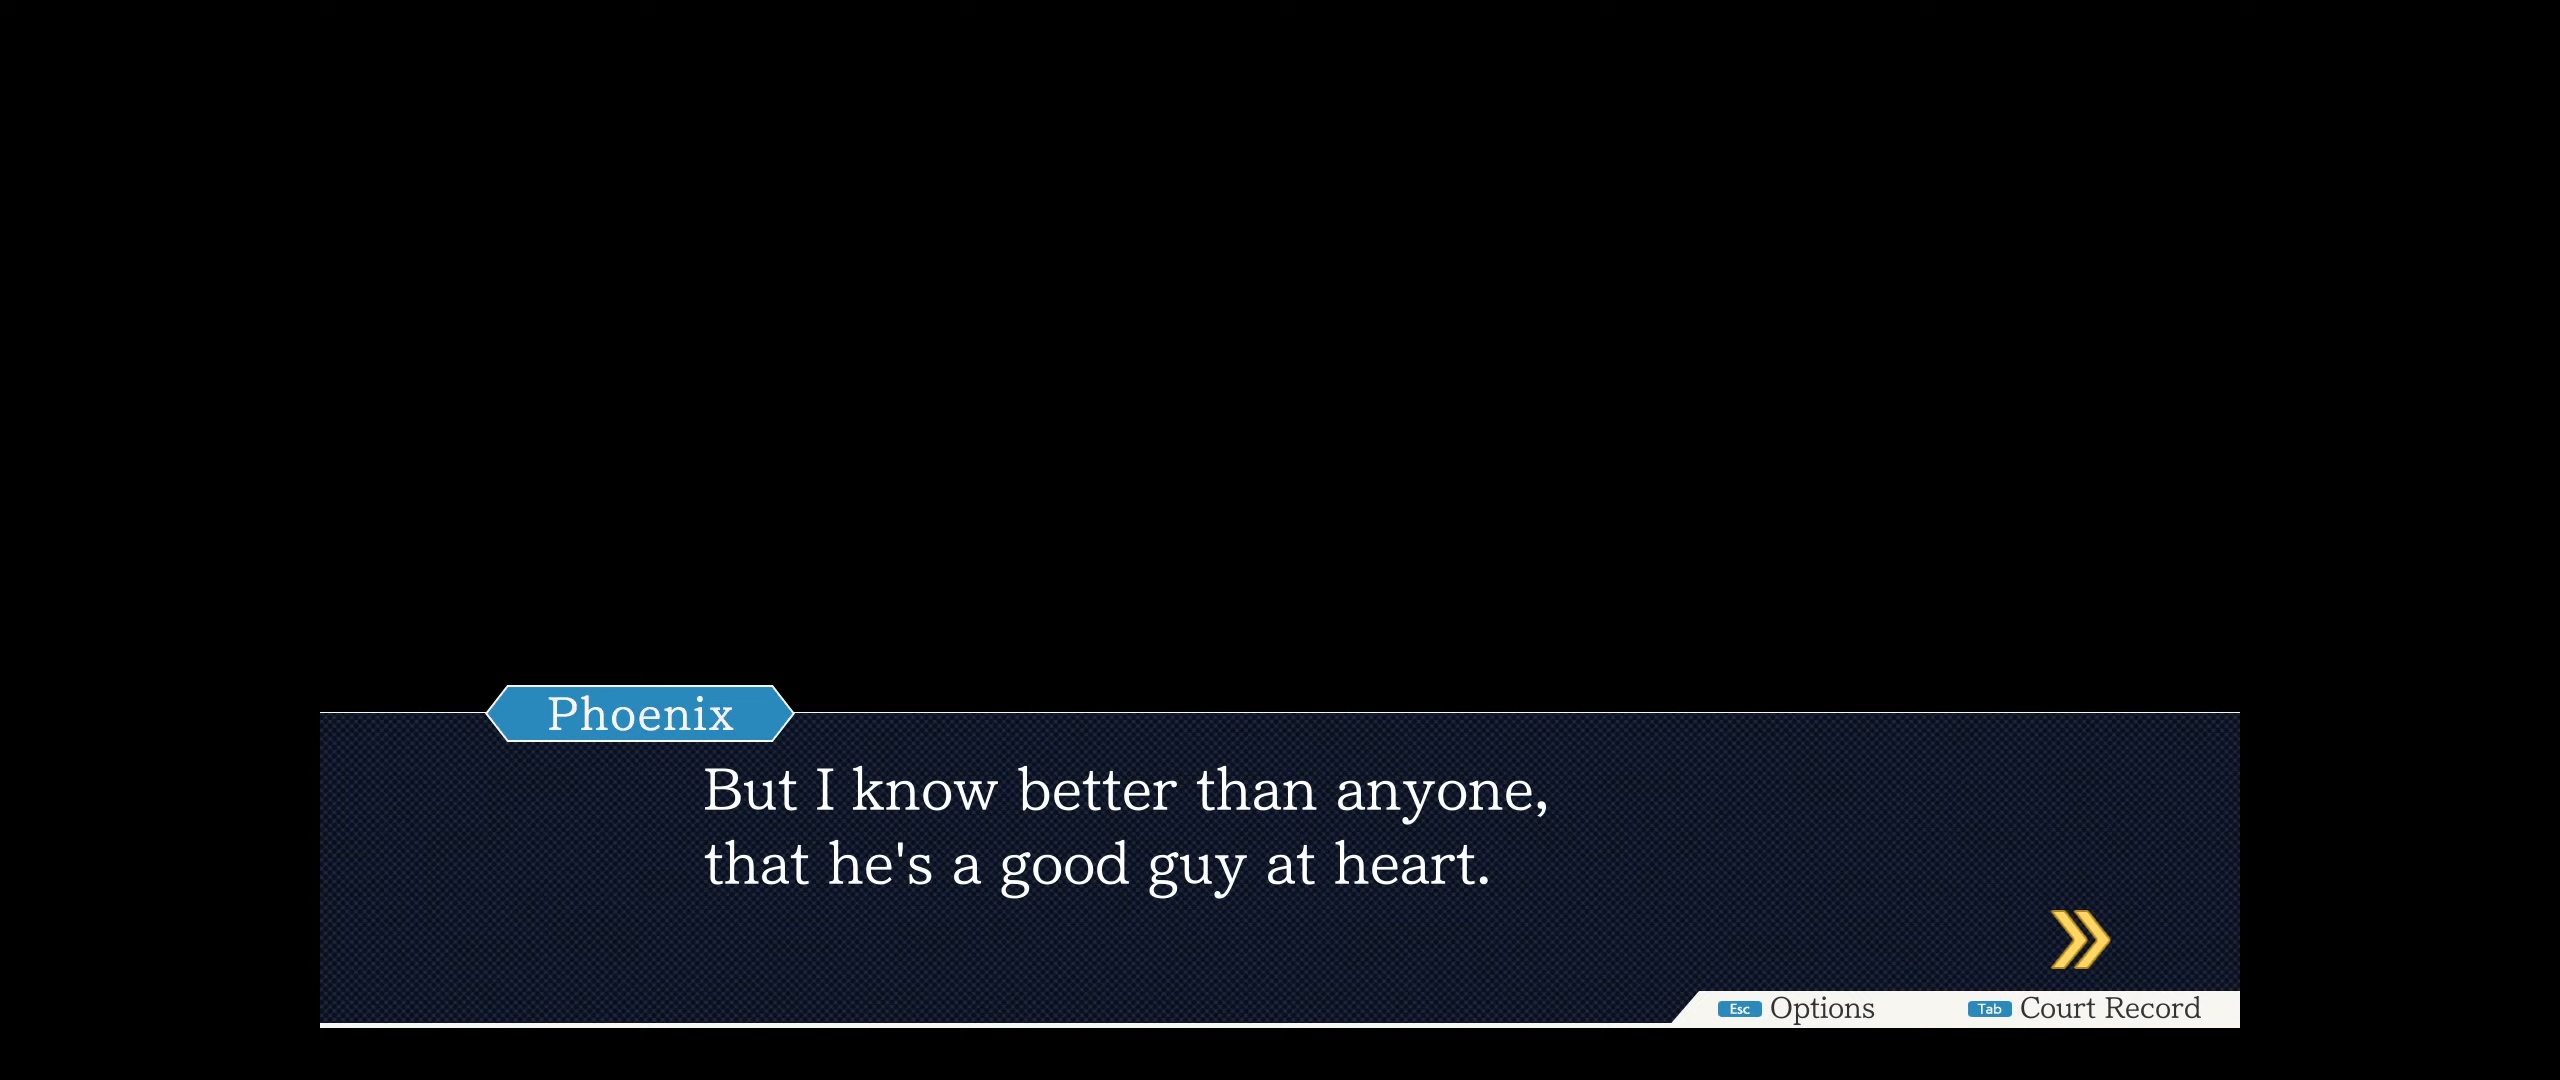 Phoenix
But I know better than anyone,
that he's a good guy at heart.
Esc Options Tab Court Record